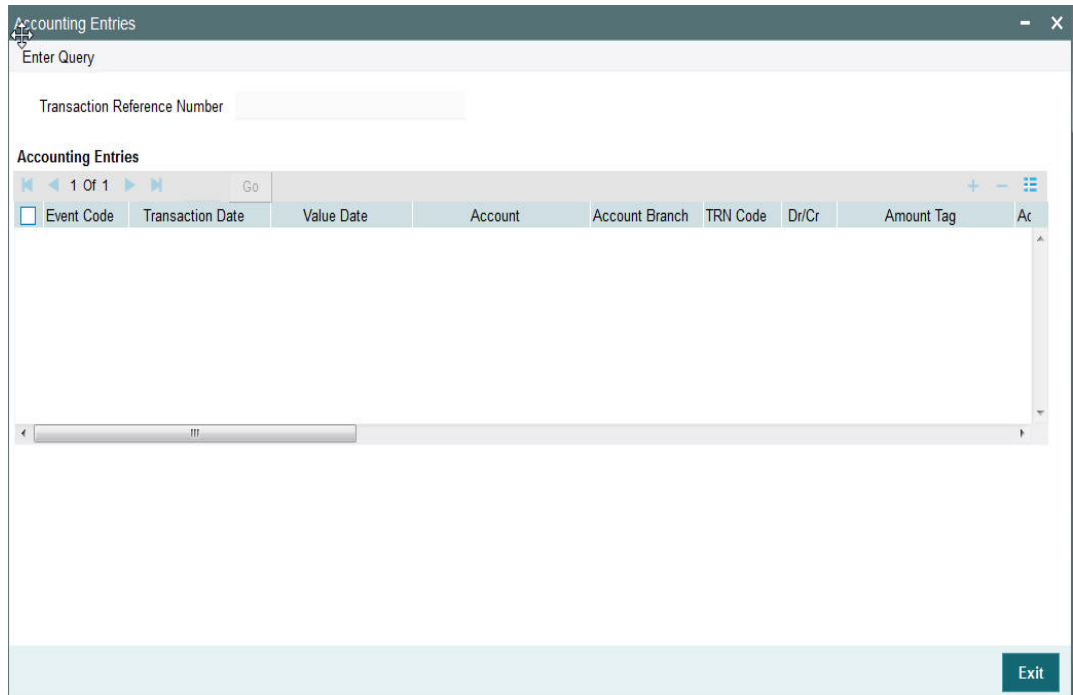 Accounting Entries
Enter Query
Transaction Reference Number
Accounting Entries
1 Of 1 Go
Event Code Transaction Date Value Date Account Account Branch TRN Code Dr/Cr Amount Tag Ac
Exit